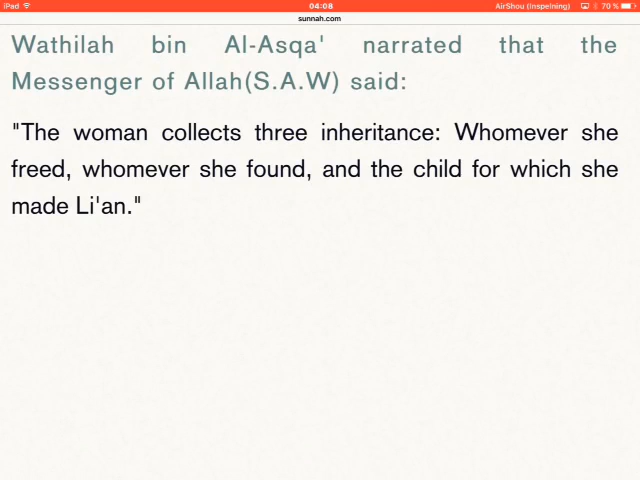 iPad 04:08 AirShou (Inspelning) 70 %
sunnah.com
Wathilah bin Al-Asqa' narrated that the
Messenger of Allah(S.A.W) said:
"The woman collects three inheritance: Whomever she
freed, whomever she found, and the child for which she
made Li'an."